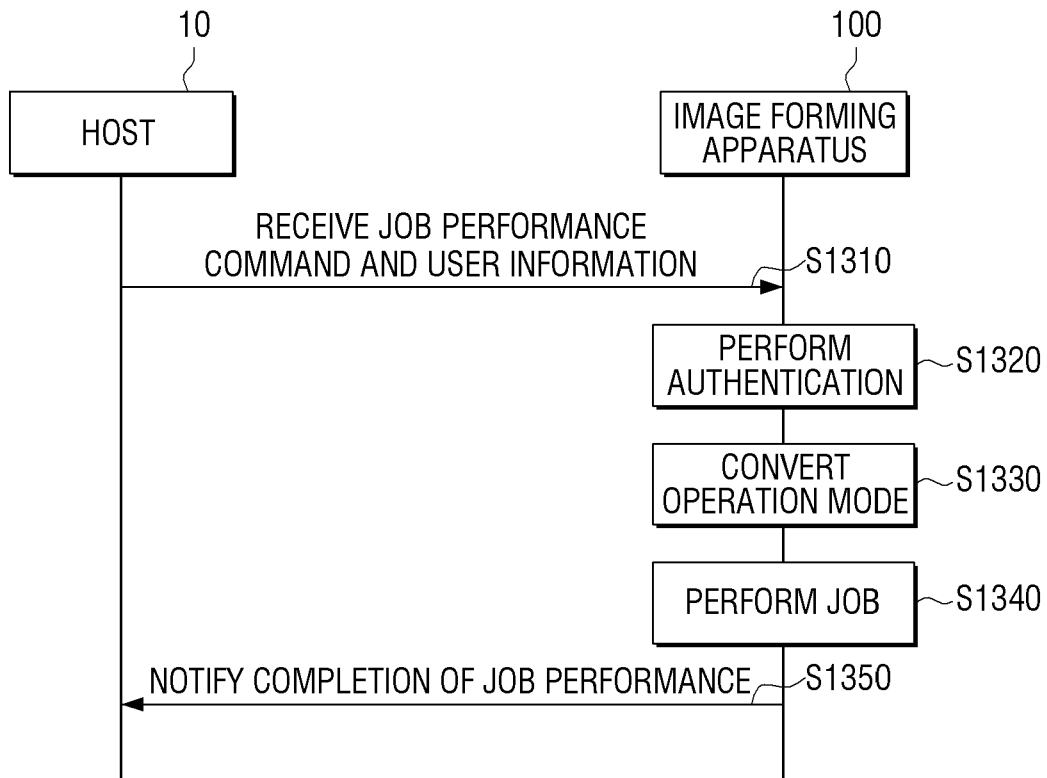 10
100
HOST
IMAGE FORMING
APPARATUS
RECEIVE JOB PERFORMANCE
COMMAND AND USER INFORMATION
S1310
PERFORM
AUTHENTICATION
S1320
CONVERT
OPERATION MODE
S1330
PERFORM JOB
S1340
NOTIFY COMPLETION OF JOB PERFORMANCE
S1350